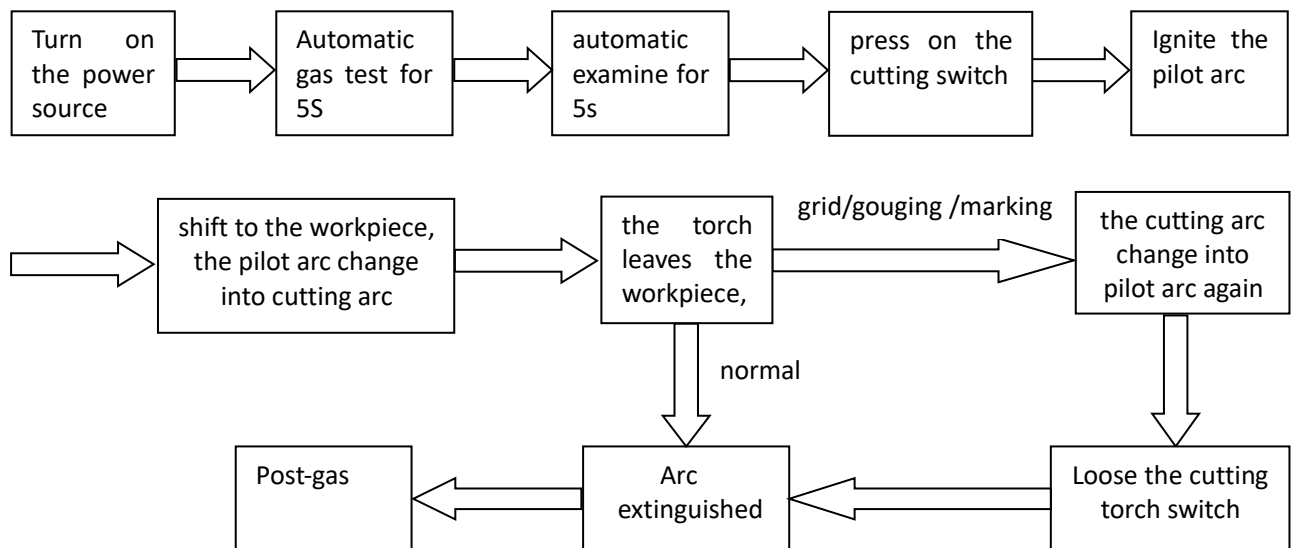 Turn on
the power
source
Automatic
gas test for
5S
automatic
examine for
5s
press on the
cutting switch
Ignite the
pilot arc
shift to the workpiece,
the pilot arc change
into cutting arc
the torch
leaves the
workpiece,
grid/gouging /marking
the cutting arc
change into
pilot arc again
normal
Post-gas
Arc
extinguished
Loose the cutting
torch switch